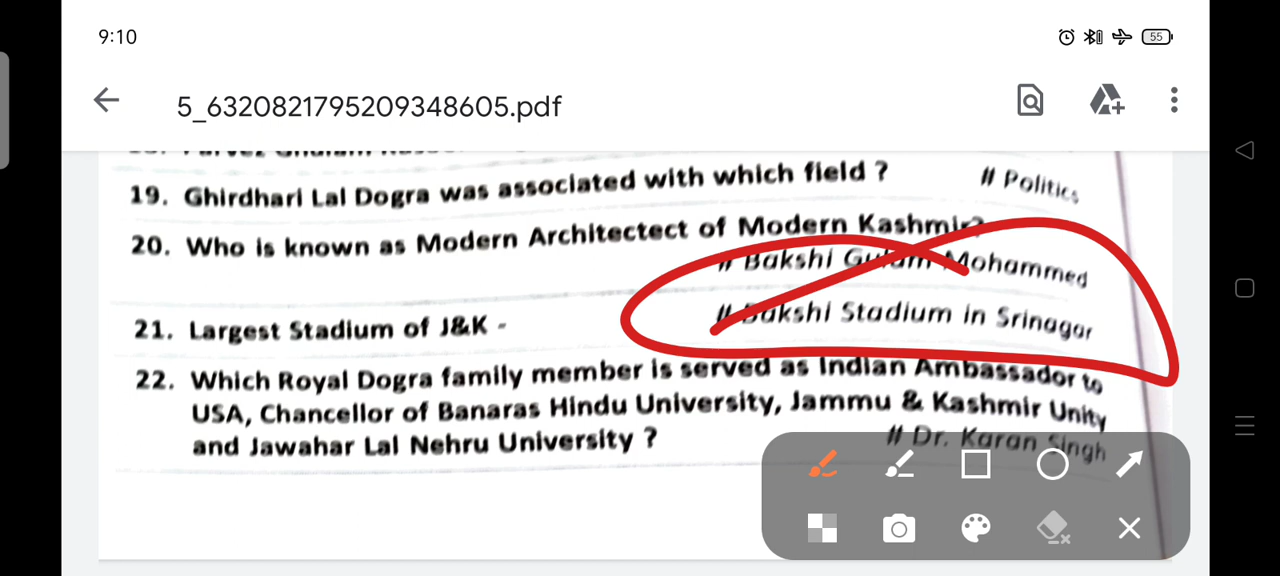 9:10
55
5_6320821795209348605.pdf
19. Ghirdhari Lal Dogra was associated with which field ? # Politics
20. Who is known as Modern Architectect of Modern Kashmir?
# Bakshi Gulam Mohammed
21. Largest Stadium of J&K - # Bakshi Stadium in Srinagar
22. Which Royal Dogra family member is served as Indian Ambassador to
USA, Chancellor of Banaras Hindu University, Jammu & Kashmir Unity
and Jawahar Lal Nehru University ? # Dr. Karan Singh